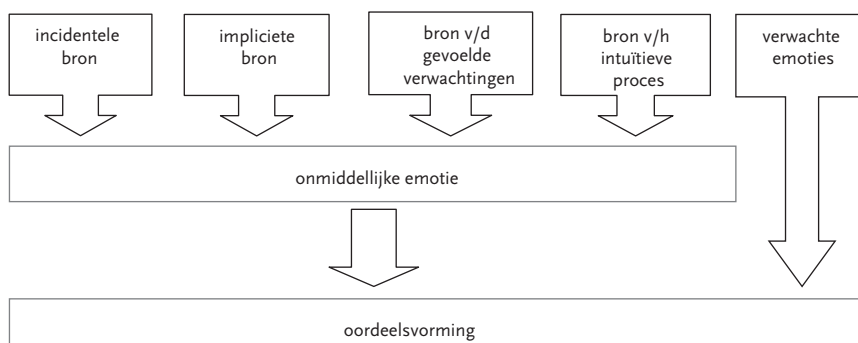 incidentele
bron
impliciete
bron
bron v/d
gevoelde
verwachtingen
bron v/h
intuïtieve
proces
verwachte
emoties
onmiddellijke emotie
oordeelsvorming